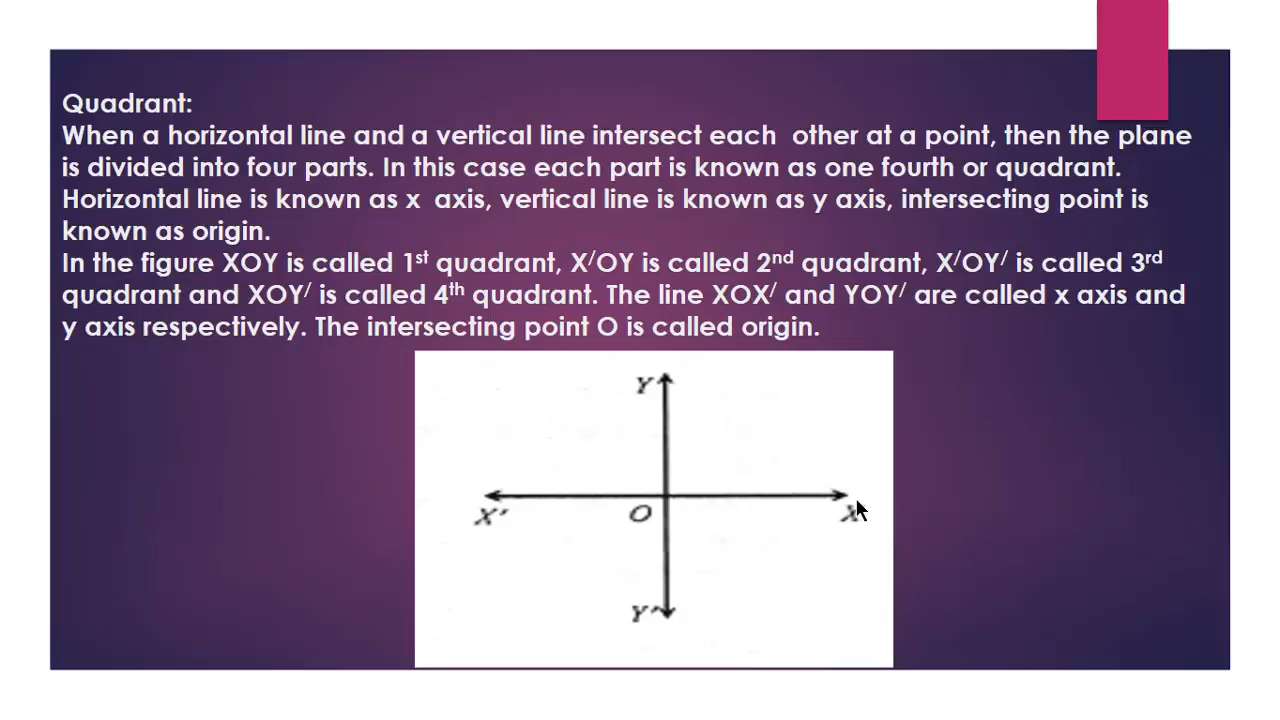 Quadrant:
When a horizontal line and a vertical line intersect each  other at a point, then the plane
is divided into four parts. In this case each part is known as one fourth or quadrant.
Horizontal line is known as x  axis, vertical line is known as y axis, intersecting point is
known as origin.
In the figure XOY is called 1st quadrant, X/OY is called 2nd quadrant, X/OY/ is called 3rd
quadrant and XOY/ is called 4th quadrant. The line XOX/ and YOY/ are called x axis and
y axis respectively. The intersecting point O is called origin.
Y
X'
O
X
Y'